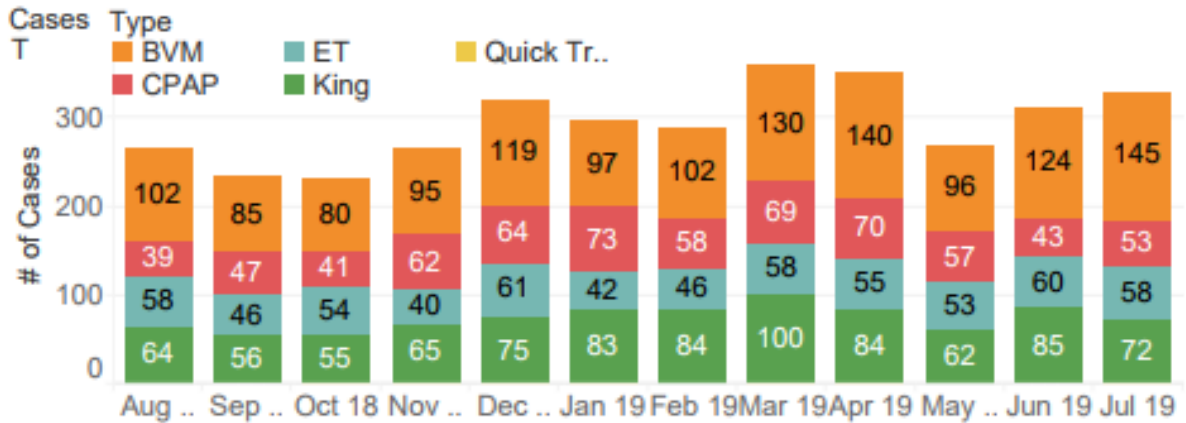 Cases Type
T BVM ET Quick Tr..
CPAP King
# of Cases
300
200
100
0
102 85 80 95 119 97 102 130 140 96 124 145
39 47 41 62 64 73 58 69 70 57 43 53
58 46 54 40 61 42 46 58 55 53 60 58
64 56 55 65 75 83 84 100 84 62 85 72
Aug .. Sep .. Oct 18 Nov .. Dec .. Jan 19 Feb 19 Mar 19 Apr 19 May .. Jun 19 Jul 19